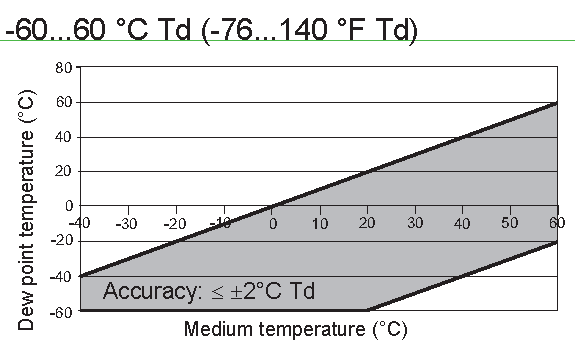 -60...60 °C Td (-76...140 °F Td)
80
60
40
20
0
-40 -30 -20 -10 0 10 20 30 40 50 60
-20
-40
-60
Accuracy: ≤ ±2°C Td
Dew point temperature (°C)
Medium temperature (°C)